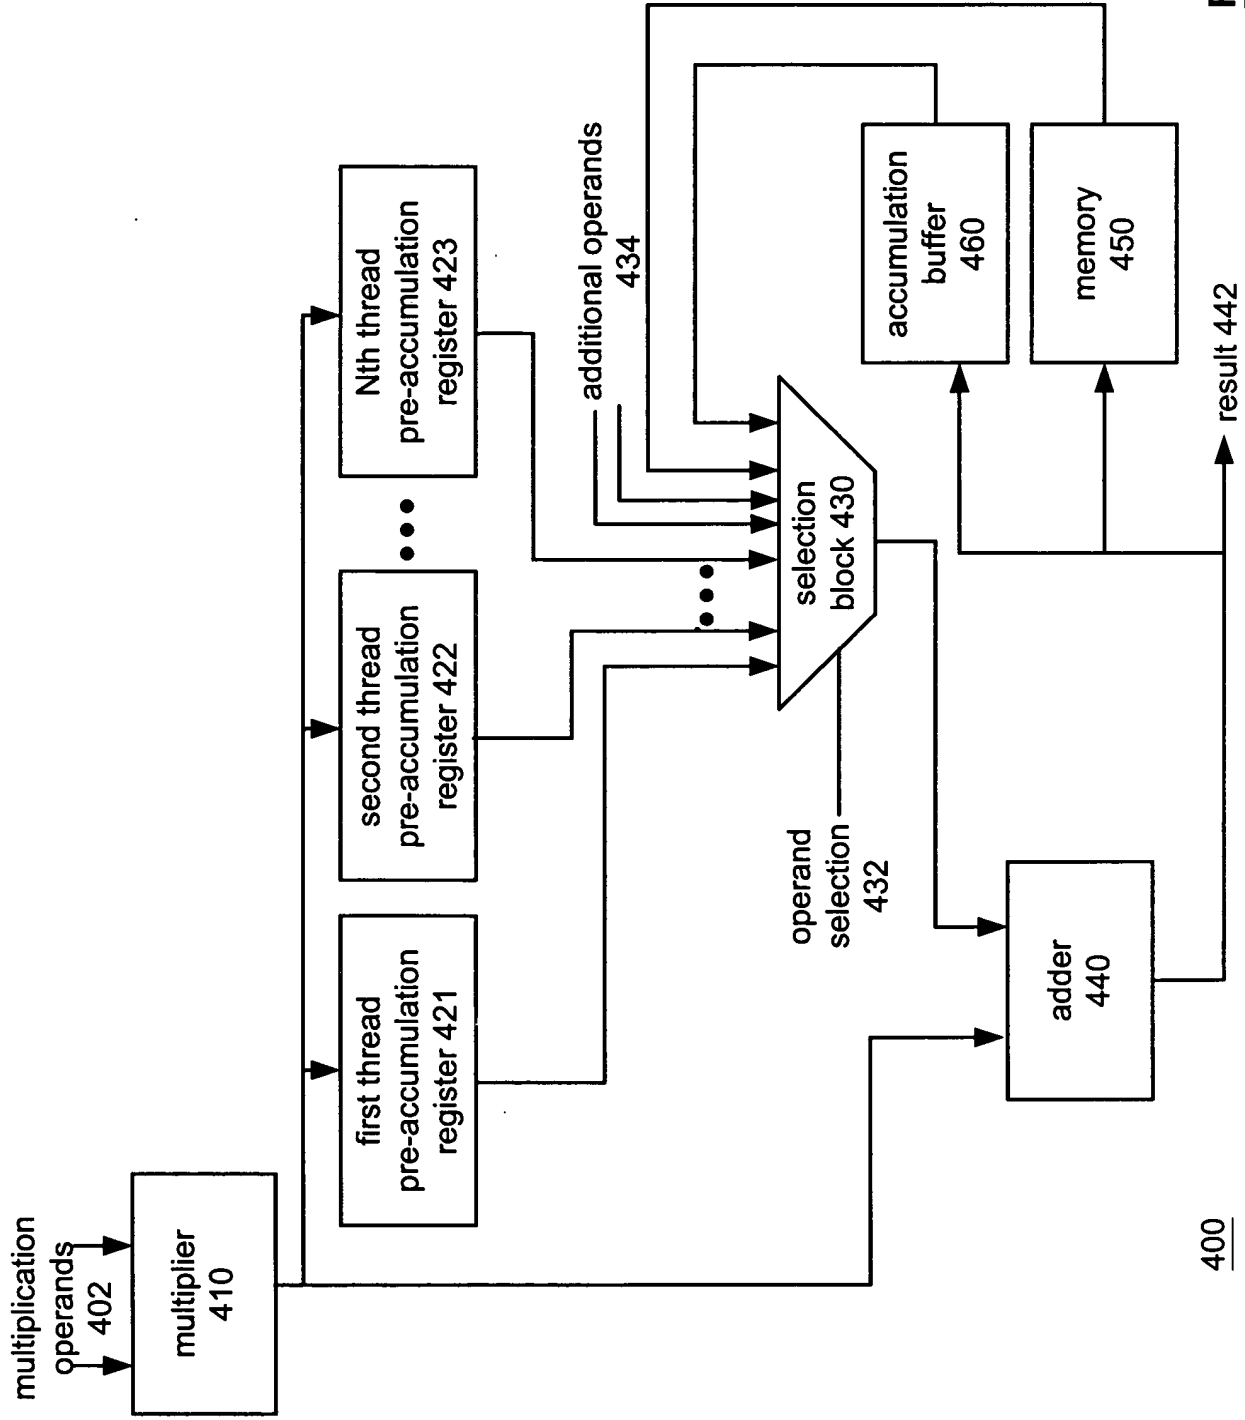 multiplication
operands
402
multiplier
410
first thread
pre-accumulation
register 421
second thread
pre-accumulation
register 422
Nth thread
pre-accumulation
register 423
additional operands
434
operand
selection
432
selection
block 430
accumulation
buffer
460
memory
450
adder
440
result 442
400